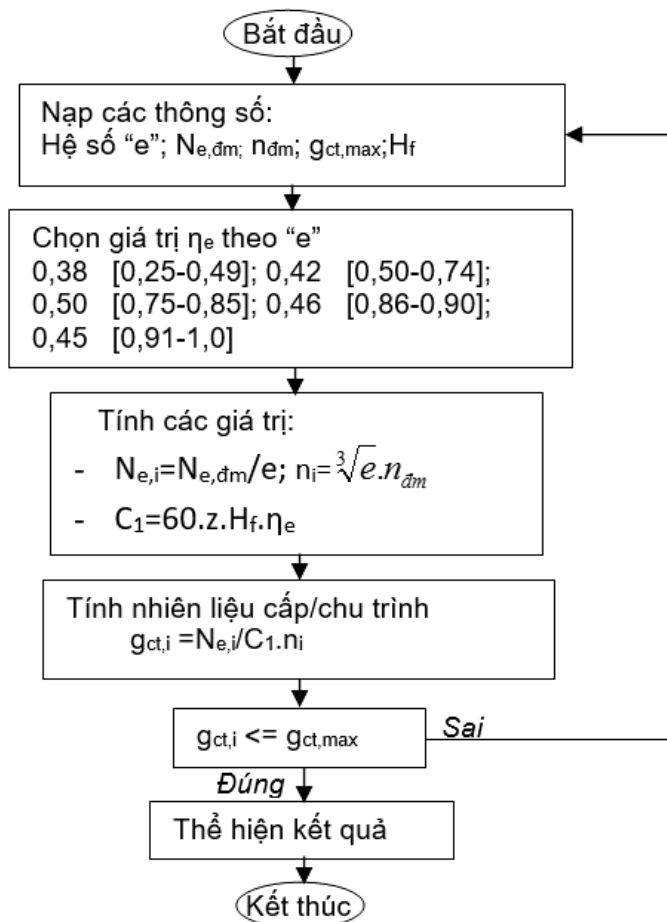 Bắt đầu
Nạp các thông số:
Hệ số “e”; Nₑ,đm; nđm; gct,max;Hf
Chọn giá trị ηₑ theo “e”
0,38 [0,25-0,49]; 0,42 [0,50-0,74];
0,50 [0,75-0,85]; 0,46 [0,86-0,90];
0,45 [0,91-1,0]
Tính các giá trị:
- Nₑ,i=Nₑ,đm/e; nᵢ=∛e.nđm
- C₁=60.z.Hf.ηₑ
Tính nhiên liệu cấp/chu trình
gct,i =Nₑ,i/C₁.nᵢ
gct,i <= gct,max
Sai
Đúng
Thể hiện kết quả
Kết thúc